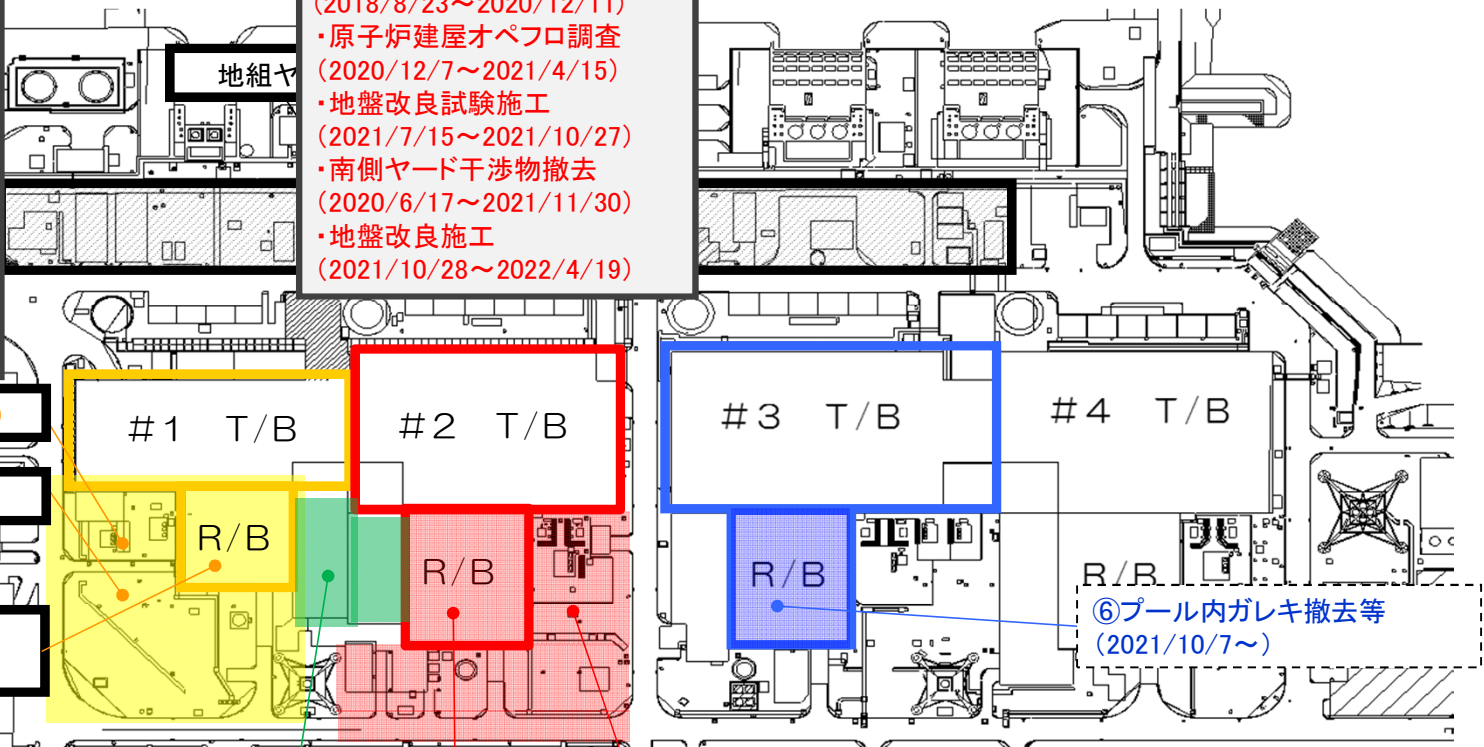 (2018/8/23～2020/12/11)
・原子炉建屋オペフロ調査
(2020/12/7～2021/4/15)
・地盤改良試験施工
(2021/7/15～2021/10/27)
・南側ヤード干渉物撤去
(2020/6/17～2021/11/30)
・地盤改良施工
(2021/10/28～2022/4/19)
地組ヤ
＃1　T/B
＃2　T/B
＃3　T/B
＃4　T/B
R/B
R/B
R/B
R/B
⑥プール内ガレキ撤去等
(2021/10/7～)